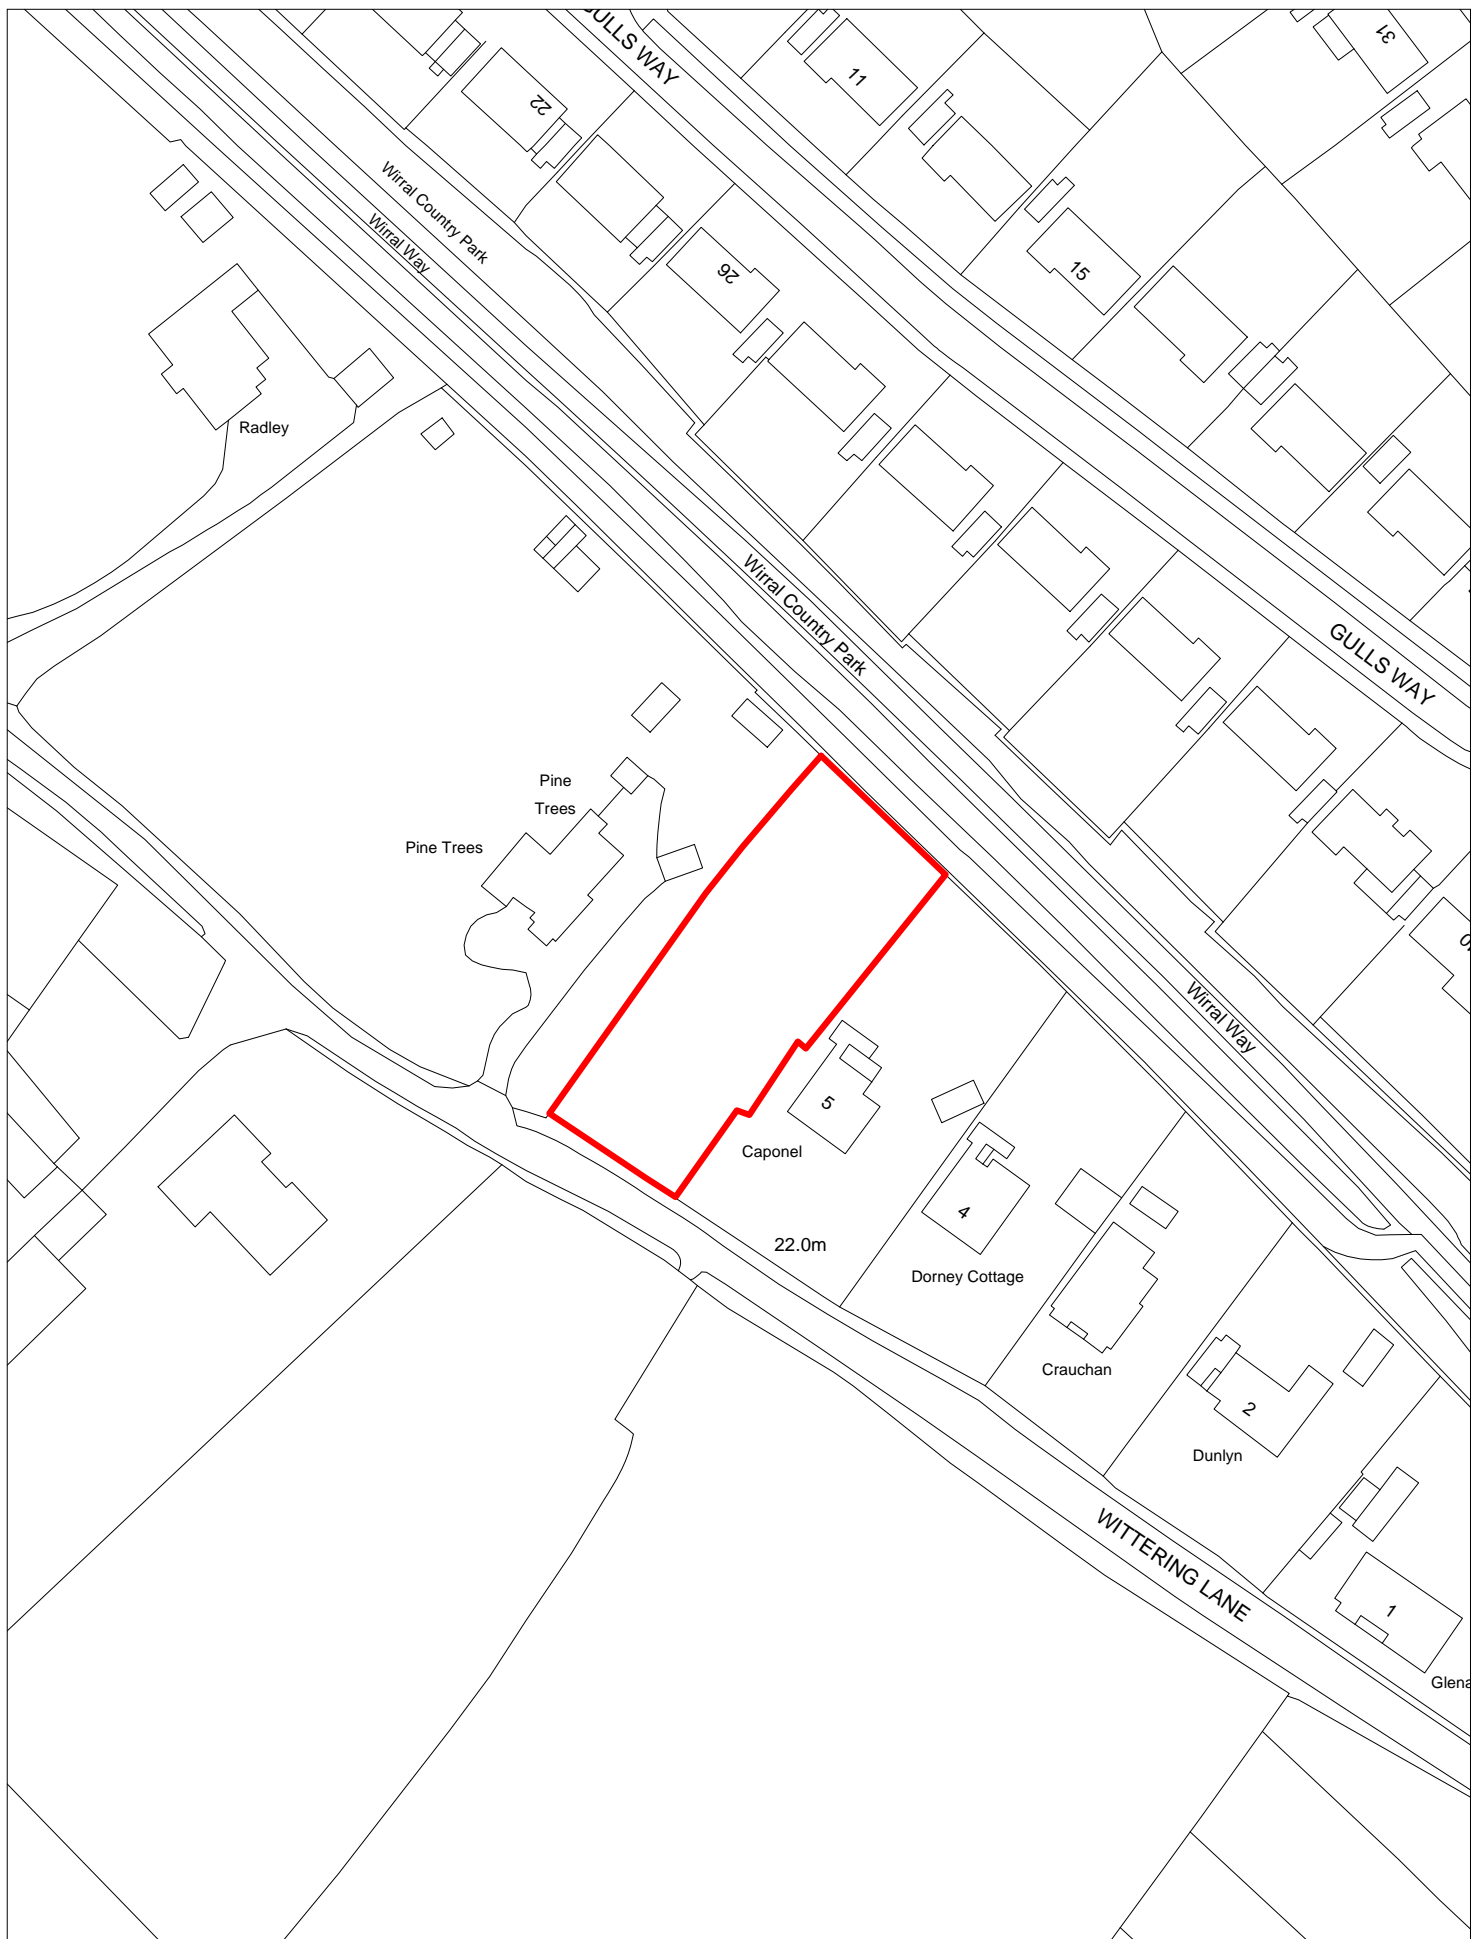 GULLS WAY
31
11
22
Wirral Country Park
Wirral Way
15
26
Radley
Wirral Country Park
GULLS WAY
Pine
Trees
Pine Trees
Wirral Way
5
Caponel
4
22.0m
Dorney Cottage
Crauchan
2
Dunlyn
WITTERING LANE
1